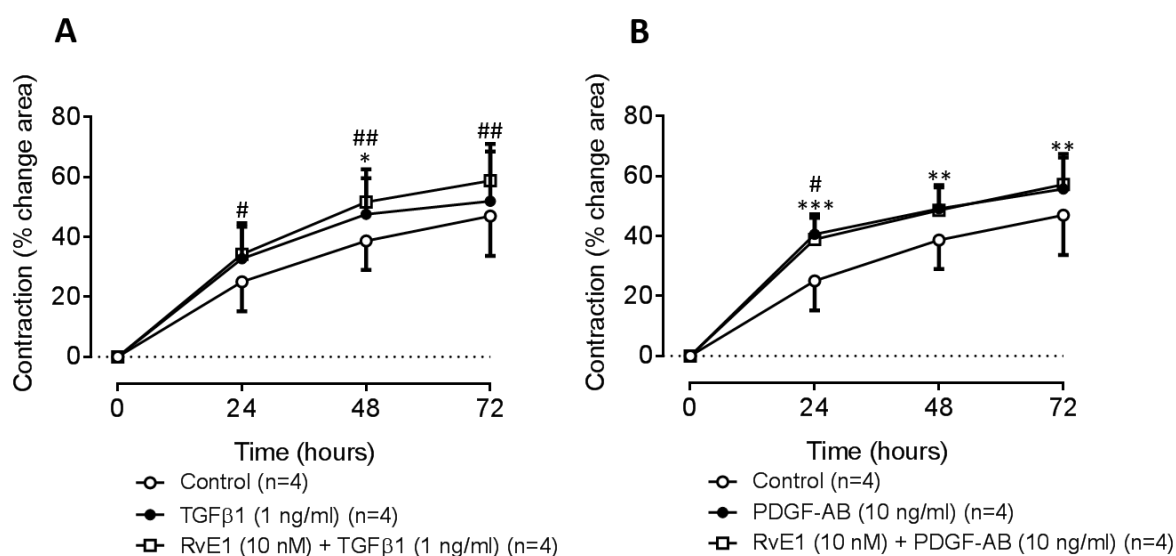 A
Contraction (% change area)
80
60
40
20
0
#
##
*
##
0 24 48 72
Time (hours)
Control (n=4)
TGFβ1 (1 ng/ml) (n=4)
RvE1 (10 nM) + TGFβ1 (1 ng/ml) (n=4)
B
Contraction (% change area)
80
60
40
20
0
#
***
**
**
0 24 48 72
Time (hours)
Control (n=4)
PDGF-AB (10 ng/ml) (n=4)
RvE1 (10 nM) + PDGF-AB (10 ng/ml) (n=4)